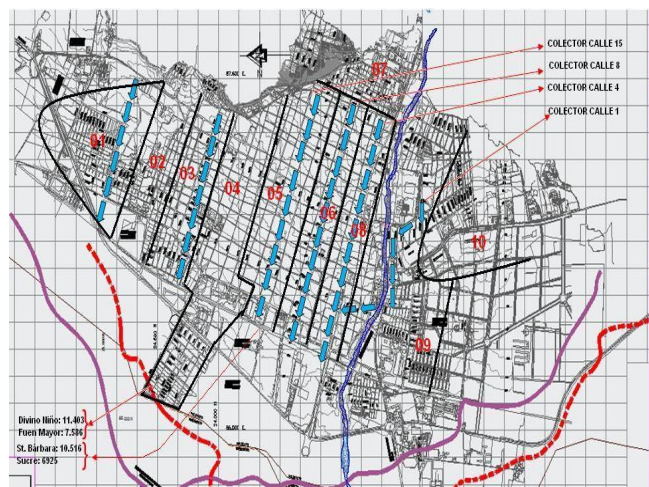 COLECTOR CALLE 15
COLECTOR CALLE 8
COLECTOR CALLE 4
COLECTOR CALLE 1
07
N
01
02
03
04
05
06
08
10
09
Divino Niño: 11.403
Fuen Mayor: 7.586
St. Bárbara: 10.516
Sucre: 6925